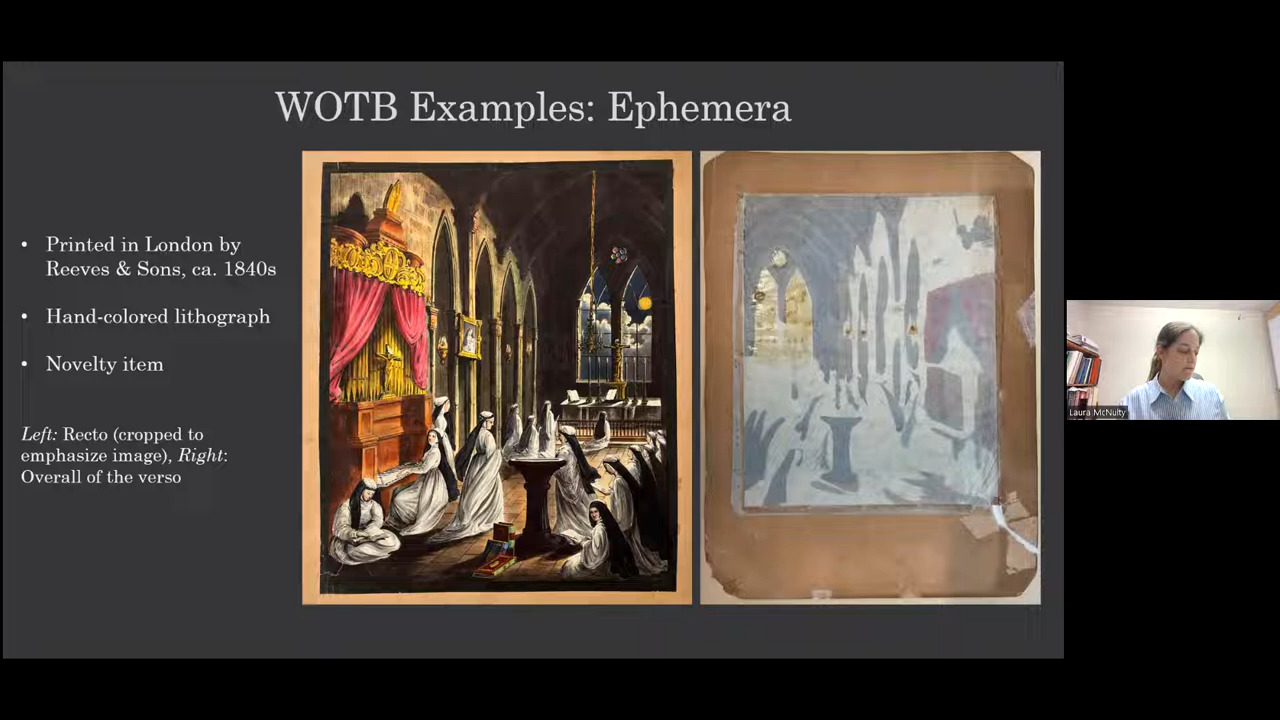 WOTB Examples: Ephemera
• Printed in London by
Reeves & Sons, ca. 1840s
• Hand-colored lithograph
• Novelty item
Left: Recto (cropped to
emphasize image), Right:
Overall of the verso
Laura McNulty